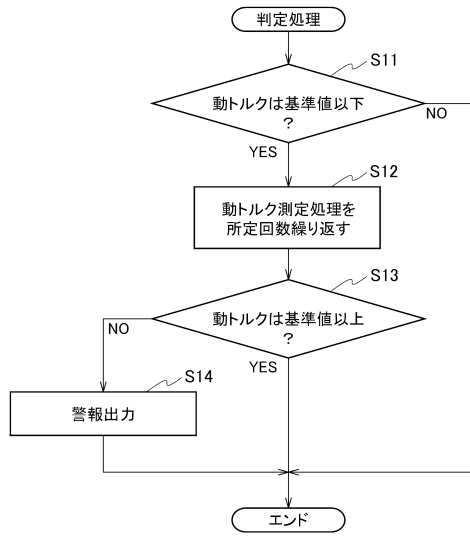 判定処理
S11
動トルクは基準値以下
?
NO
YES
S12
動トルク測定処理を
所定回数繰り返す
S13
動トルクは基準値以上
?
NO
YES
S14
警報出力
エンド